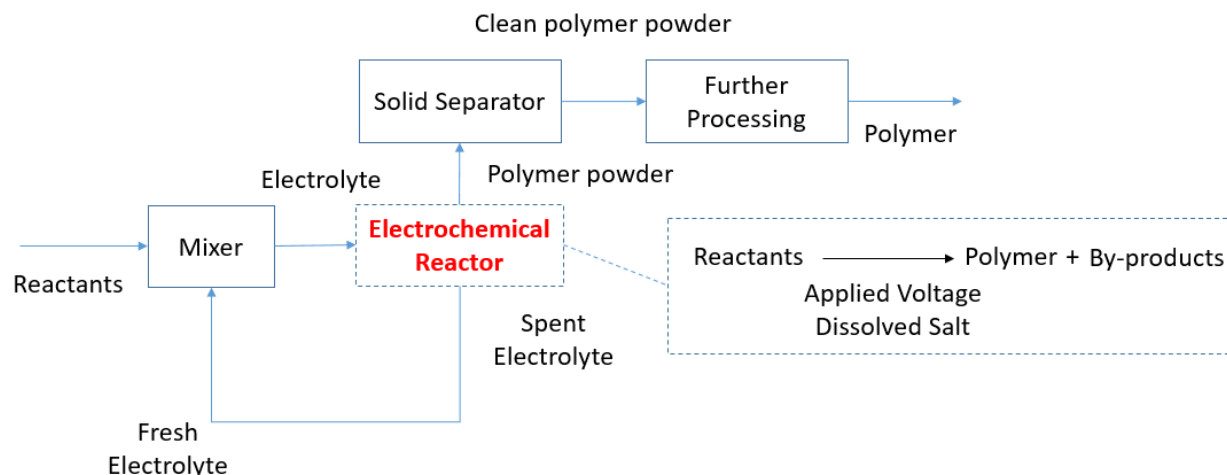 Clean polymer powder
Solid Separator
Further
Processing
Polymer
Electrolyte
Polymer powder
Mixer
Electrochemical
Reactor
Reactants
Reactants
Polymer + By-products
Applied Voltage
Dissolved Salt
Spent
Electrolyte
Fresh
Electrolyte